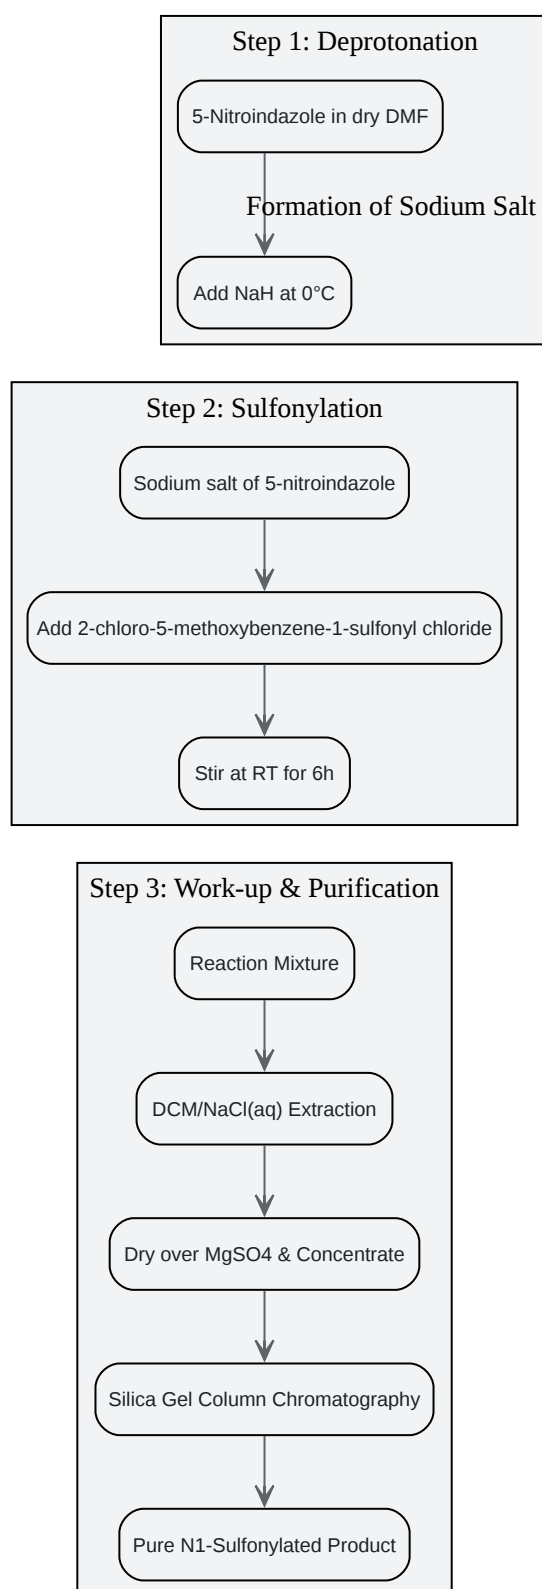 Step 1: Deprotonation
5-Nitroindazole in dry DMF
Formation of Sodium Salt
Add NaH at 0°C
Step 2: Sulfonylation
Sodium salt of 5-nitroindazole
Add 2-chloro-5-methoxybenzene-1-sulfonyl chloride
Stir at RT for 6h
Step 3: Work-up & Purification
Reaction Mixture
DCM/NaCl(aq) Extraction
Dry over MgSO4 & Concentrate
Silica Gel Column Chromatography
Pure N1-Sulfonylated Product